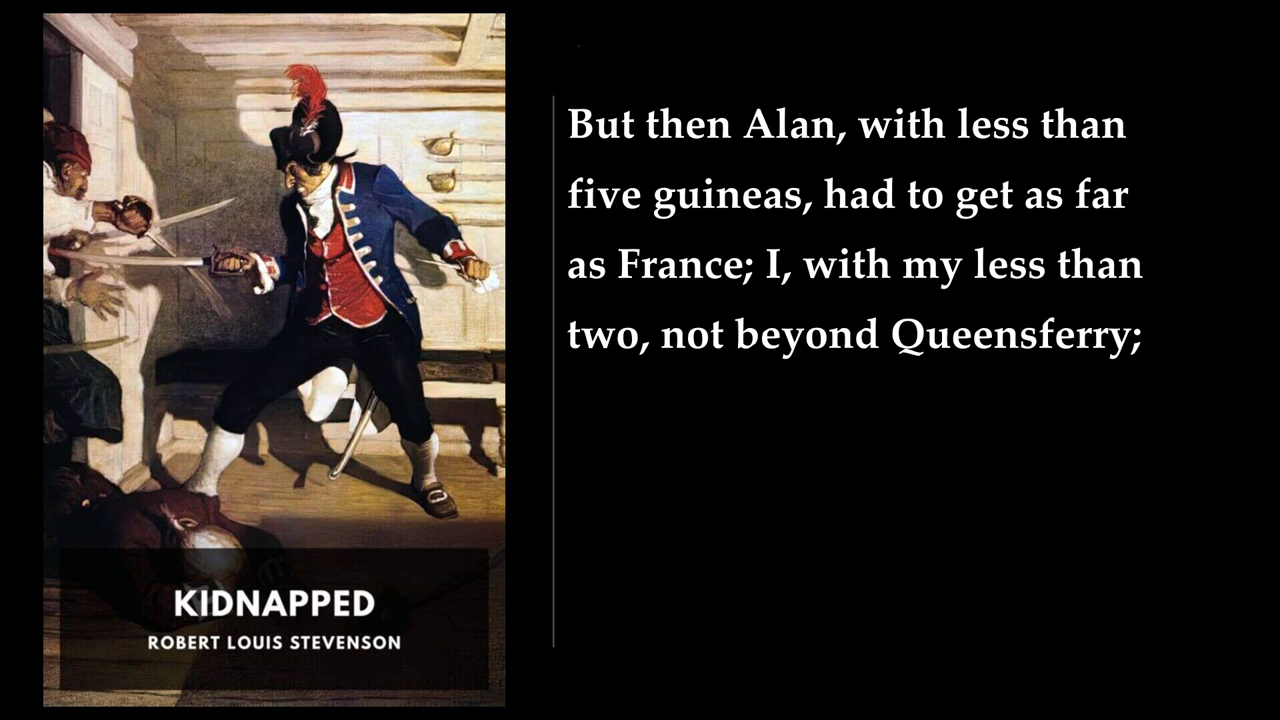 KIDNAPPED
ROBERT LOUIS STEVENSON
But then Alan, with less than
five guineas, had to get as far
as France; I, with my less than
two, not beyond Queensferry;